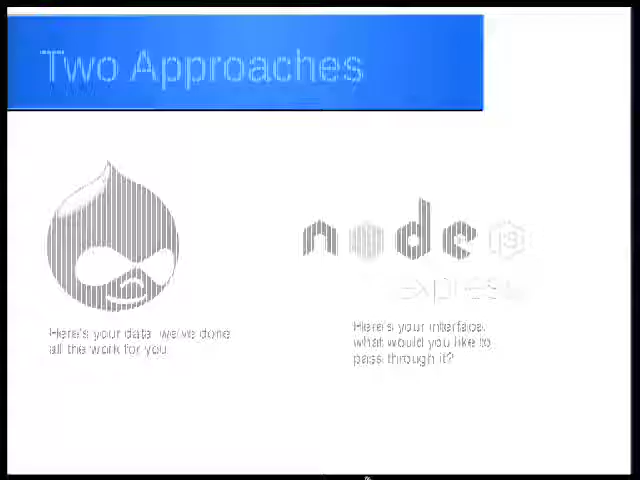 Two Approaches
node js
express
Here's your data, we've done
all the work for you.
Here's your interface,
what would you like to
pass through it?